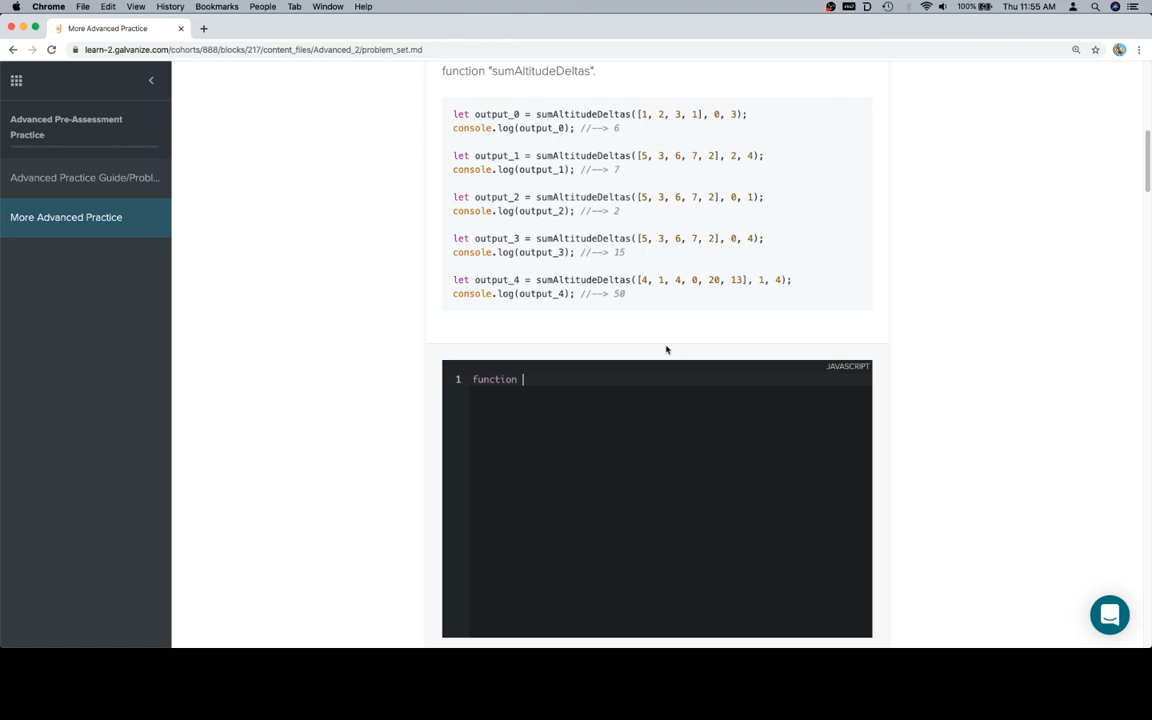 Chrome File Edit View History Bookmarks People Tab Window Help 100% Thu 11:55 AM
More Advanced Practice
learn-2.galvanize.com/cohorts/888/blocks/217/content_files/Advanced_2/problem_set.md
Advanced Pre-Assessment
Practice
Advanced Practice Guide/Probl...
More Advanced Practice
function "sumAltitudeDeltas".
let output_0 = sumAltitudeDeltas([1, 2, 3, 1], 0, 3);
console.log(output_0); //––> 6
let output_1 = sumAltitudeDeltas([5, 3, 6, 7, 2], 2, 4);
console.log(output_1); //––> 7
let output_2 = sumAltitudeDeltas([5, 3, 6, 7, 2], 0, 1);
console.log(output_2); //––> 2
let output_3 = sumAltitudeDeltas([5, 3, 6, 7, 2], 0, 4);
console.log(output_3); //––> 15
let output_4 = sumAltitudeDeltas([4, 1, 4, 0, 20, 13], 1, 4);
console.log(output_4); //––> 50
JAVASCRIPT
1 function